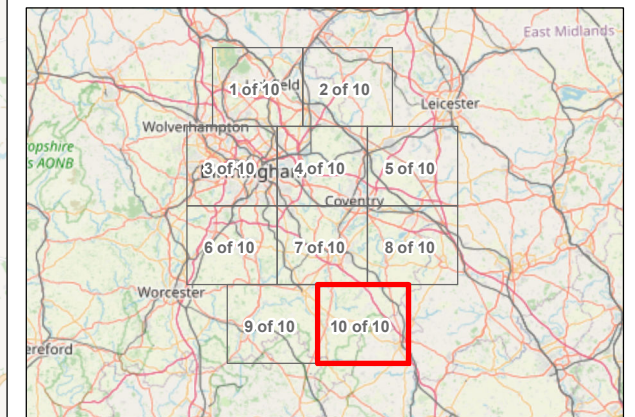 East Midlands
1 of 10
2 of 10
Leicester
Wolverhampton
opshire
s AONB
3 of 10
4 of 10
5 of 10
Coventry
6 of 10
7 of 10
8 of 10
Worcester
9 of 10
10 of 10
ereford